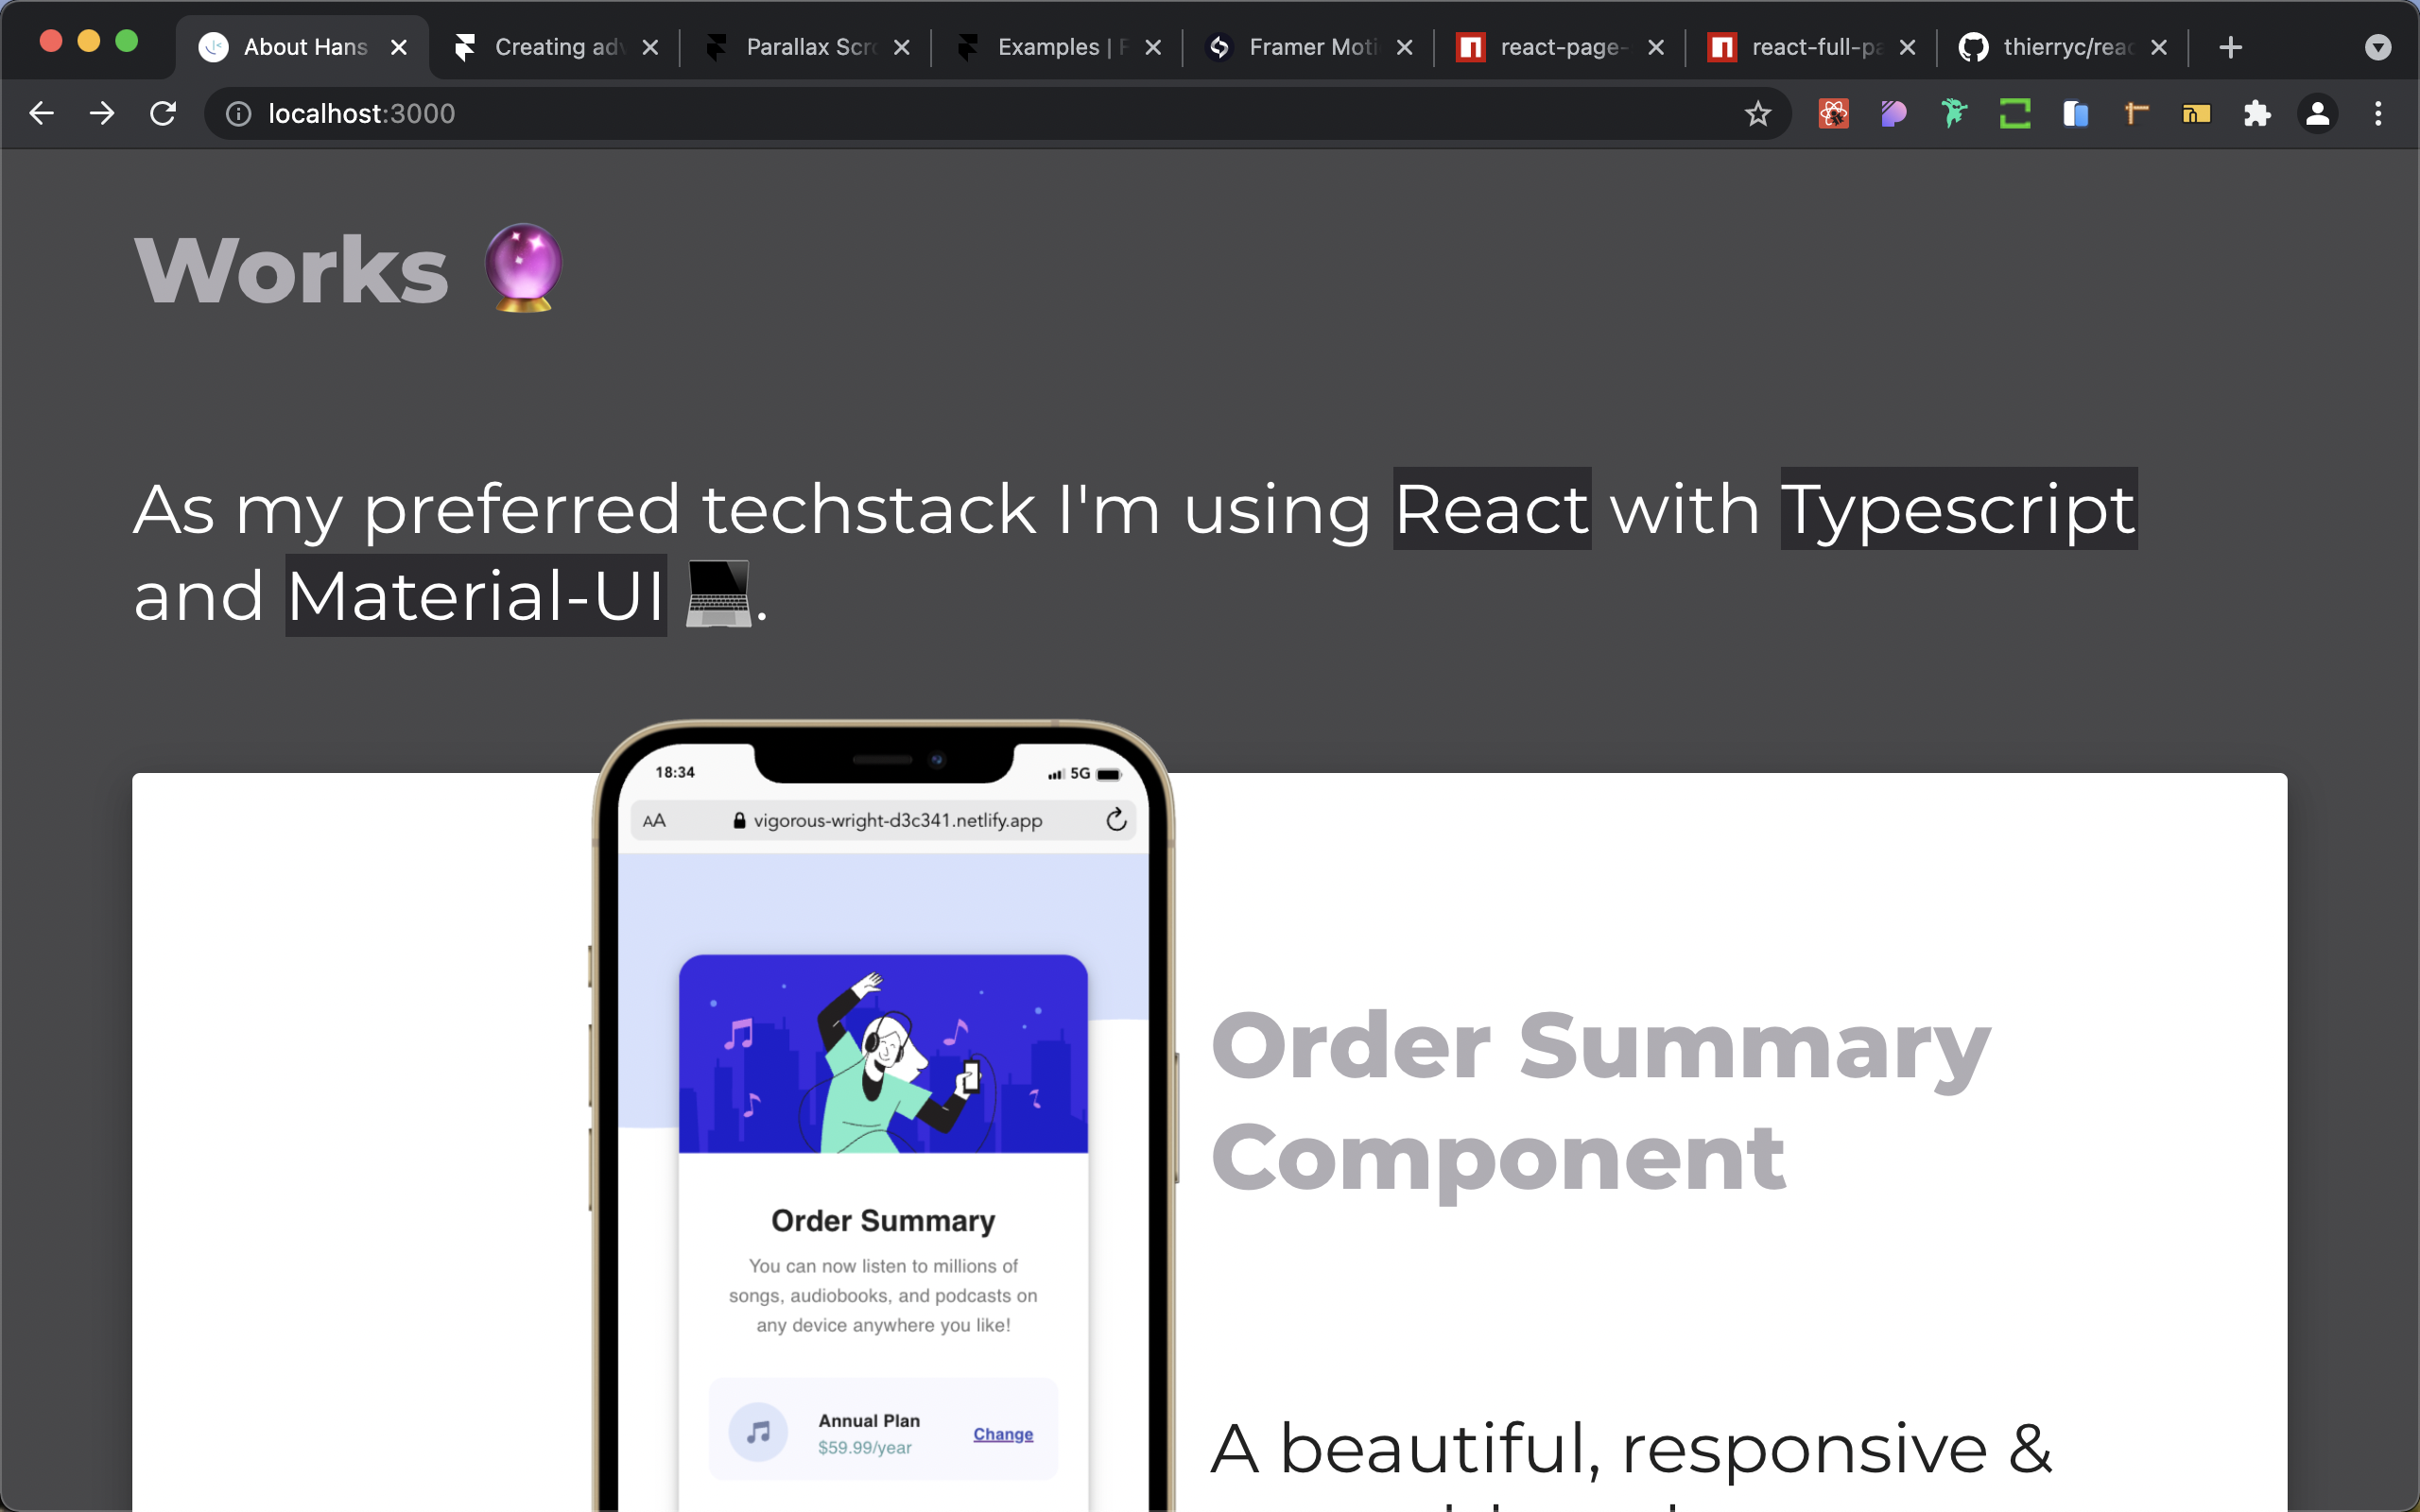 About Hans
Creating adv
Parallax Scro
Examples | F
Framer Moti
react-page-
react-full-pa
thierryc/reac
localhost:3000
Works
As my preferred techstack I'm using React with Typescript
and Material-UI 💻.
18:34
5G
AA
vigorous-wright-d3c341.netlify.app
Order Summary
You can now listen to millions of
songs, audiobooks, and podcasts on
any device anywhere you like!
Annual Plan
$59.99/year
Change
Order Summary
Component
A beautiful, responsive &